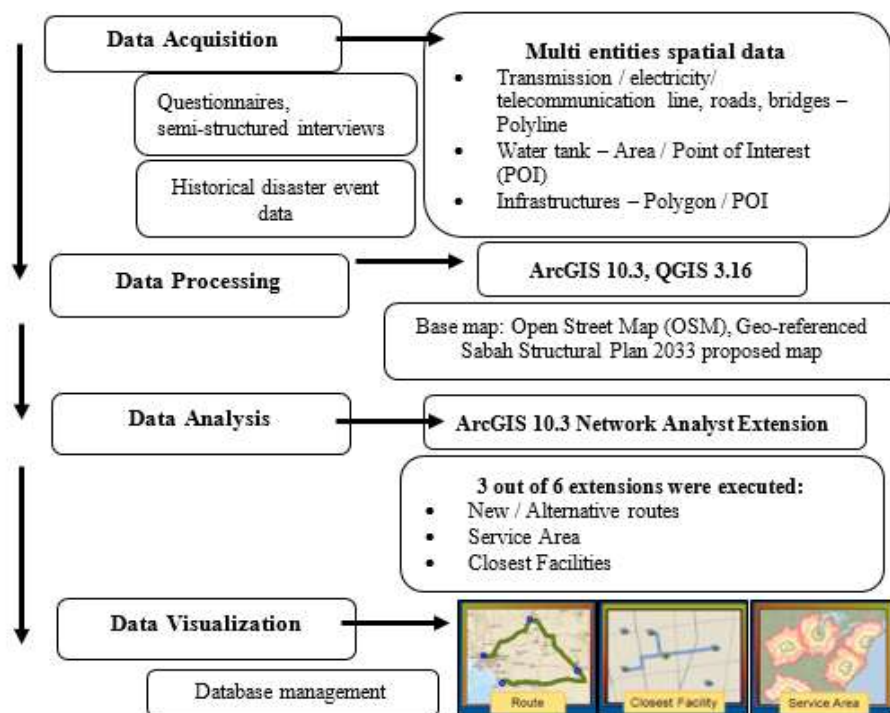 Data Acquisition
Questionnaires,
semi-structured interviews
Historical disaster event
data
Multi entities spatial data
• Transmission / electricity/
telecommunication line, roads, bridges –
Polyline
• Water tank – Area / Point of Interest
(POI)
• Infrastructures – Polygon / POI
Data Processing
ArcGIS 10.3, QGIS 3.16
Base map: Open Street Map (OSM), Geo-referenced
Sabah Structural Plan 2033 proposed map
Data Analysis
ArcGIS 10.3 Network Analyst Extension
3 out of 6 extensions were executed:
• New / Alternative routes
• Service Area
• Closest Facilities
Data Visualization
Database management
Route
Closest Facility
Service Area